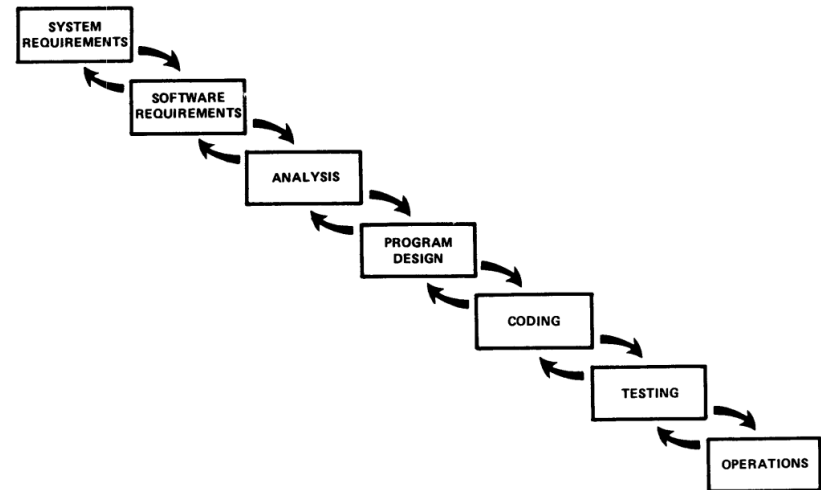 SYSTEM
REQUIREMENTS
SOFTWARE
REQUIREMENTS
ANALYSIS
PROGRAM
DESIGN
CODING
TESTING
OPERATIONS